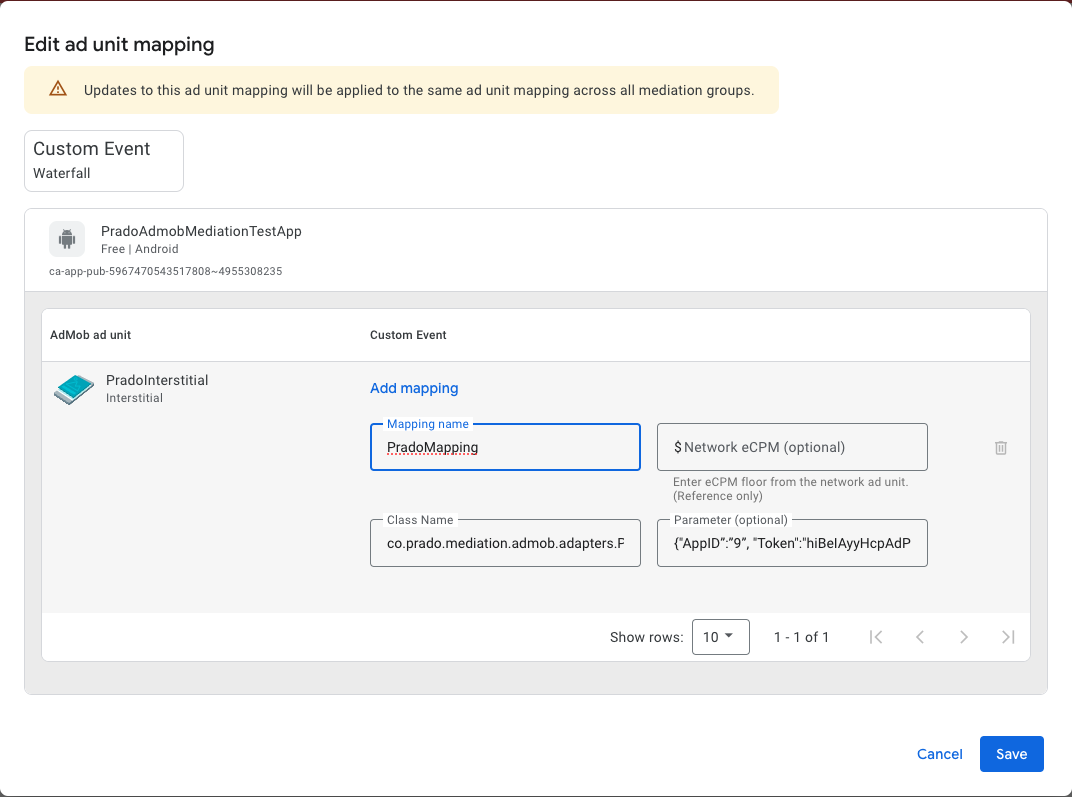 Edit ad unit mapping
Updates to this ad unit mapping will be applied to the same ad unit mapping across all mediation groups.
Custom Event
Waterfall
PradoAdmobMediationTestApp
Free | Android
ca-app-pub-5967470543517808~4955308235
AdMob ad unit
Custom Event
PradoInterstitial
Interstitial
Add mapping
Mapping name
PradoMapping
$ Network eCPM (optional)
Enter eCPM floor from the network ad unit.
(Reference only)
Class Name
co.prado.mediation.admob.adapters.P
Parameter (optional)
{"AppID":"9", "Token":"hiBeIAyyHcpAdP
Show rows:
10
1 - 1 of 1
Cancel
Save